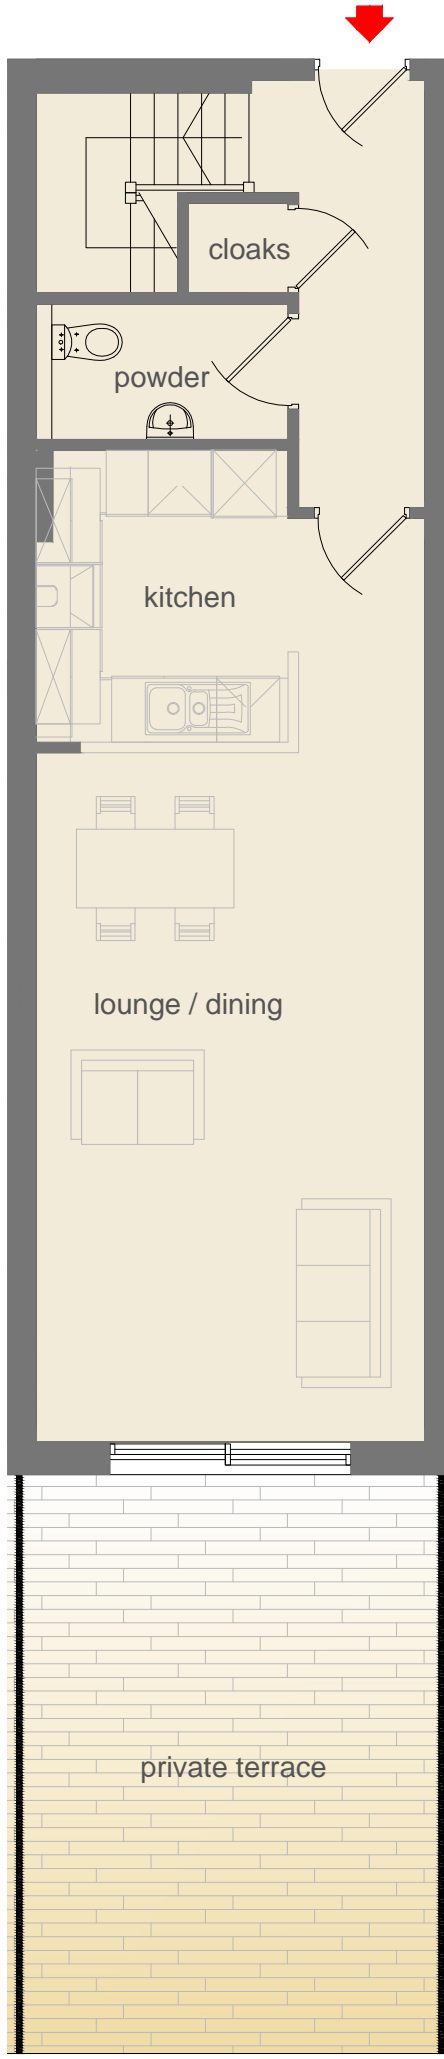 cloaks
powder
kitchen
lounge / dining
private terrace